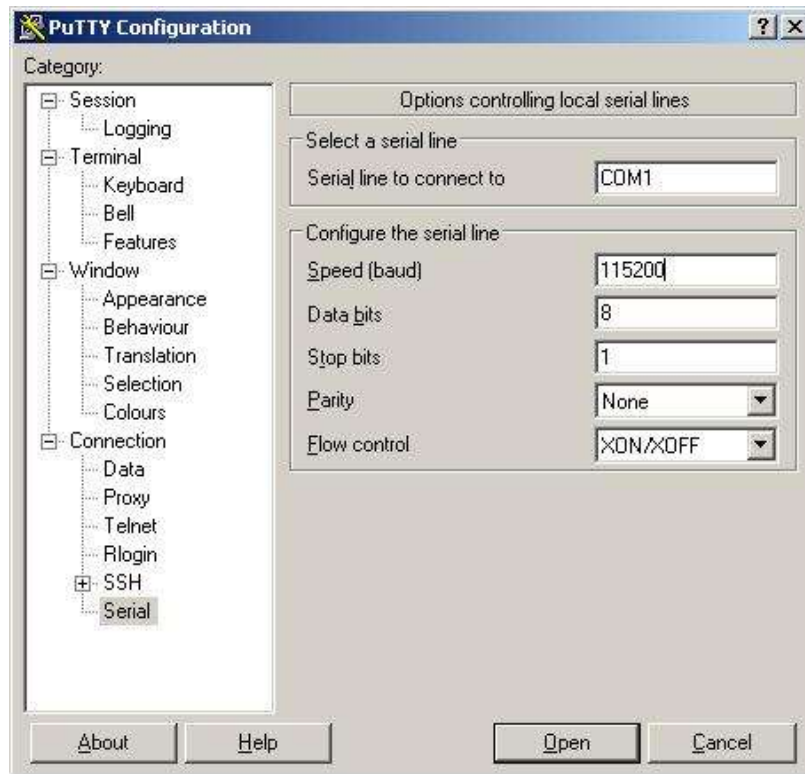 PuTTY Configuration
Category:
Session
Logging
Terminal
Keyboard
Bell
Features
Window
Appearance
Behaviour
Translation
Selection
Colours
Connection
Data
Proxy
Telnet
Rlogin
SSH
Serial
Options controlling local serial lines
Select a serial line
Serial line to connect to COM1
Configure the serial line
Speed (baud) 115200
Data bits 8
Stop bits 1
Parity None
Flow control XON/XOFF
About Help Open Cancel